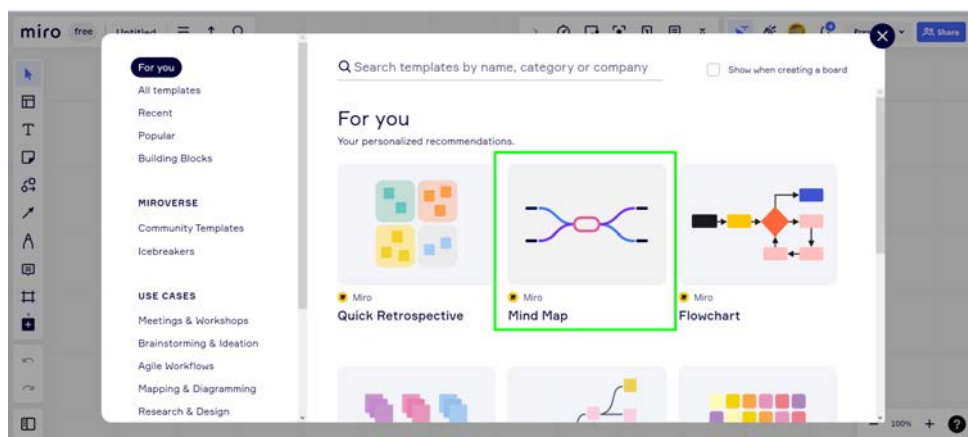 miro free Untitled
Share
For you
All templates
Recent
Popular
Building Blocks
MIROVERSE
Community Templates
Icebreakers
USE CASES
Meetings & Workshops
Brainstorming & Ideation
Agile Workflows
Mapping & Diagramming
Research & Design
Search templates by name, category or company
Show when creating a board
For you
Your personalized recommendations.
Miro
Quick Retrospective
Miro
Mind Map
Miro
Flowchart
100%